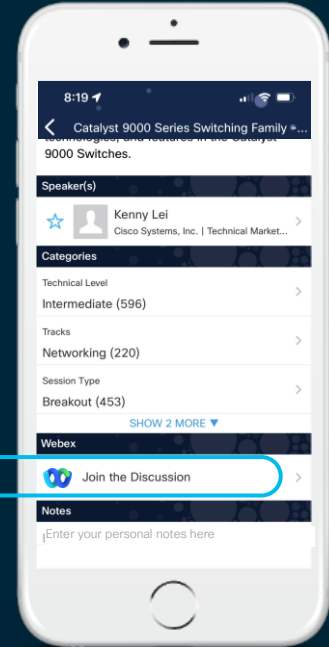 8:19
Catalyst 9000 Series Switching Family -...
technologies, and features in the Catalyst
9000 Switches.
Speaker(s)
Kenny Lei
Cisco Systems, Inc. | Technical Market...
Categories
Technical Level
Intermediate (596)
Tracks
Networking (220)
Session Type
Breakout (453)
SHOW 2 MORE ▼
Webex
Join the Discussion
Notes
Enter your personal notes here